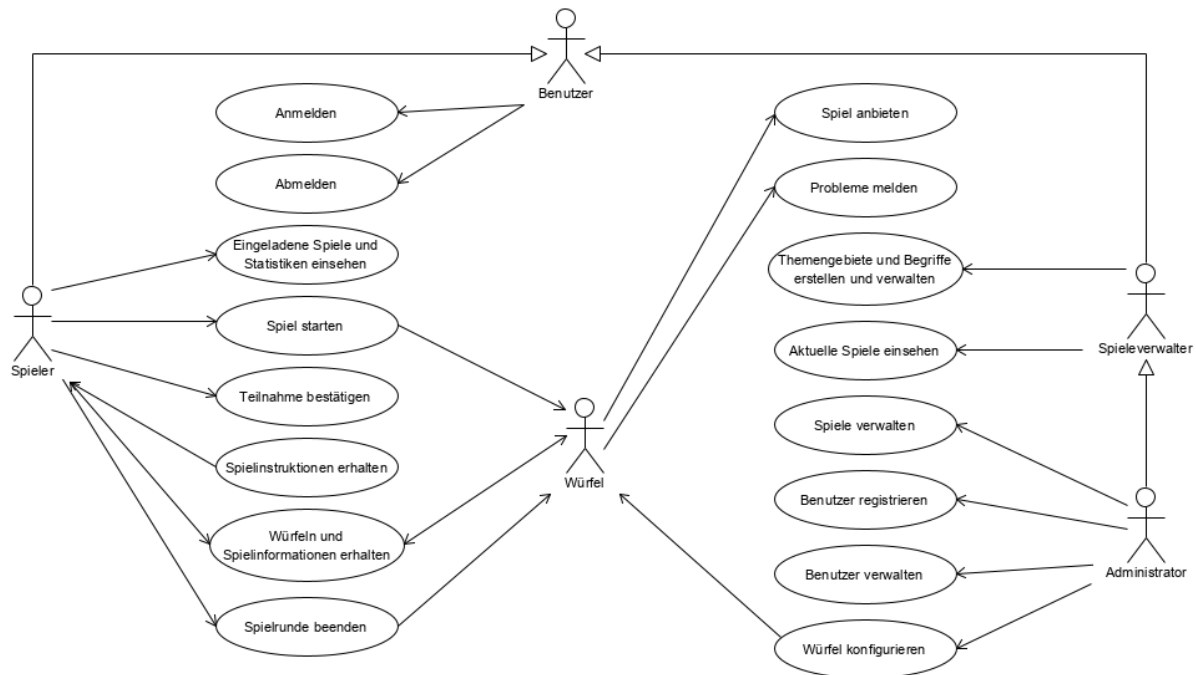 Benutzer
Anmelden
Abmelden
Eingeladene Spiele und
Statistiken einsehen
Spiel starten
Spieler
Teilnahme bestätigen
Spielinstruktionen erhalten
Würfeln und
Spielinformationen erhalten
Spielrunde beenden
Würfel
Spiel anbieten
Probleme melden
Themengebiete und Begriffe
erstellen und verwalten
Aktuelle Spiele einsehen
Spieleverwalter
Spiele verwalten
Benutzer registrieren
Benutzer verwalten
Administrator
Würfel konfigurieren